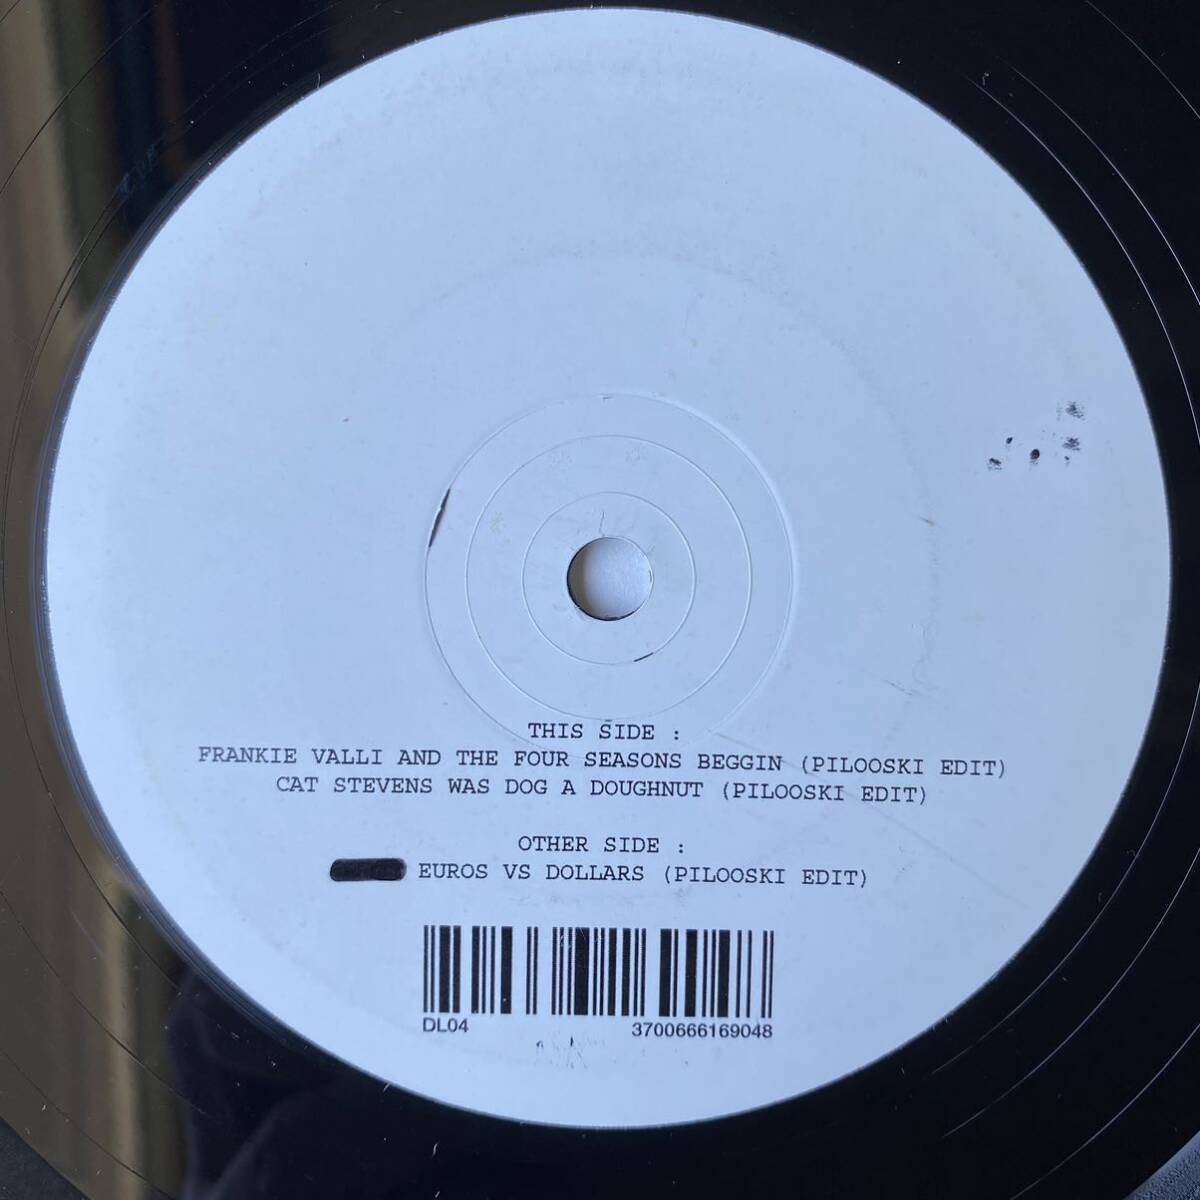 THIS SIDE :
FRANKIE VALLI AND THE FOUR SEASONS BEGGIN (PILOOSKI EDIT)
CAT STEVENS WAS DOG A DOUGHNUT (PILOOSKI EDIT)
OTHER SIDE :
EUROS VS DOLLARS (PILOOSKI EDIT)
DL04 3700666169048